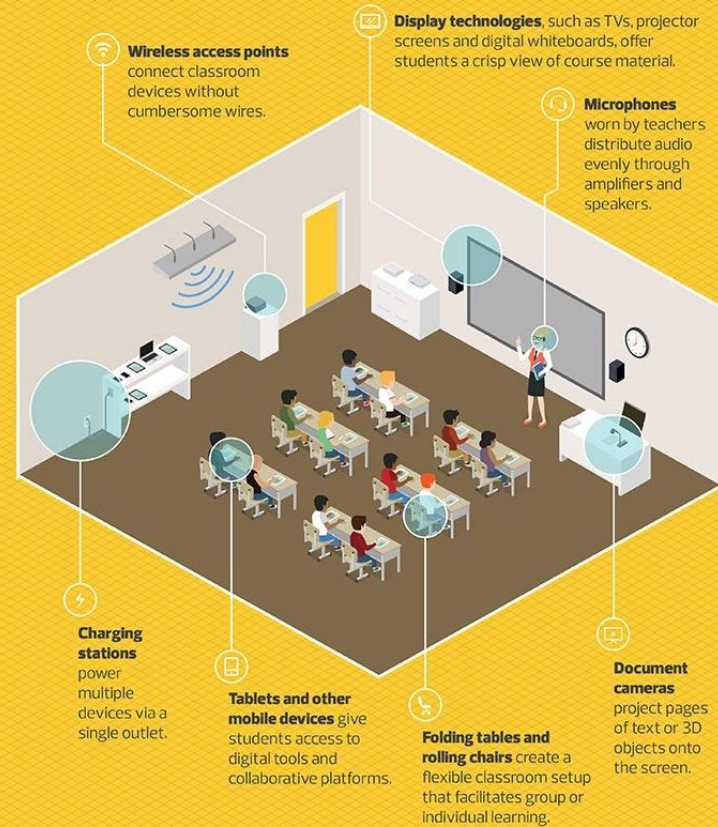 Display technologies, such as TVs, projector
screens and digital whiteboards, offer
students a crisp view of course material.
Wireless access points
connect classroom
devices without
cumbersome wires.
Microphones
worn by teachers
distribute audio
evenly through
amplifiers and
speakers.
Charging
stations
power
multiple
devices via a
single outlet.
Tablets and other
mobile devices give
students access to
digital tools and
collaborative platforms.
Folding tables and
rolling chairs create a
flexible classroom setup
that facilitates group or
individual learning.
Document
cameras
project pages
of text or 3D
objects onto
the screen.